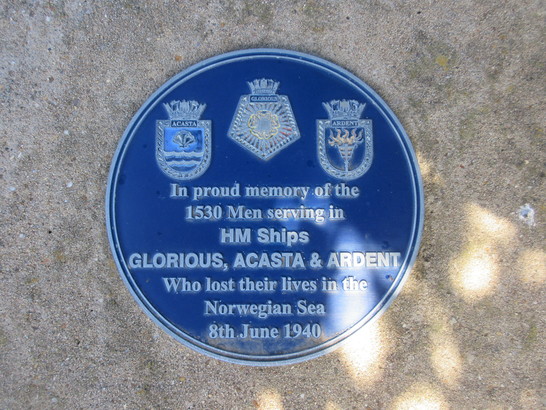 GLORIOUS
ACASTA
ARDENT
In proud memory of the
1530 Men serving in
HM Ships
GLORIOUS, ACASTA & ARDENT
Who lost their lives in the
Norwegian Sea
8th June 1940